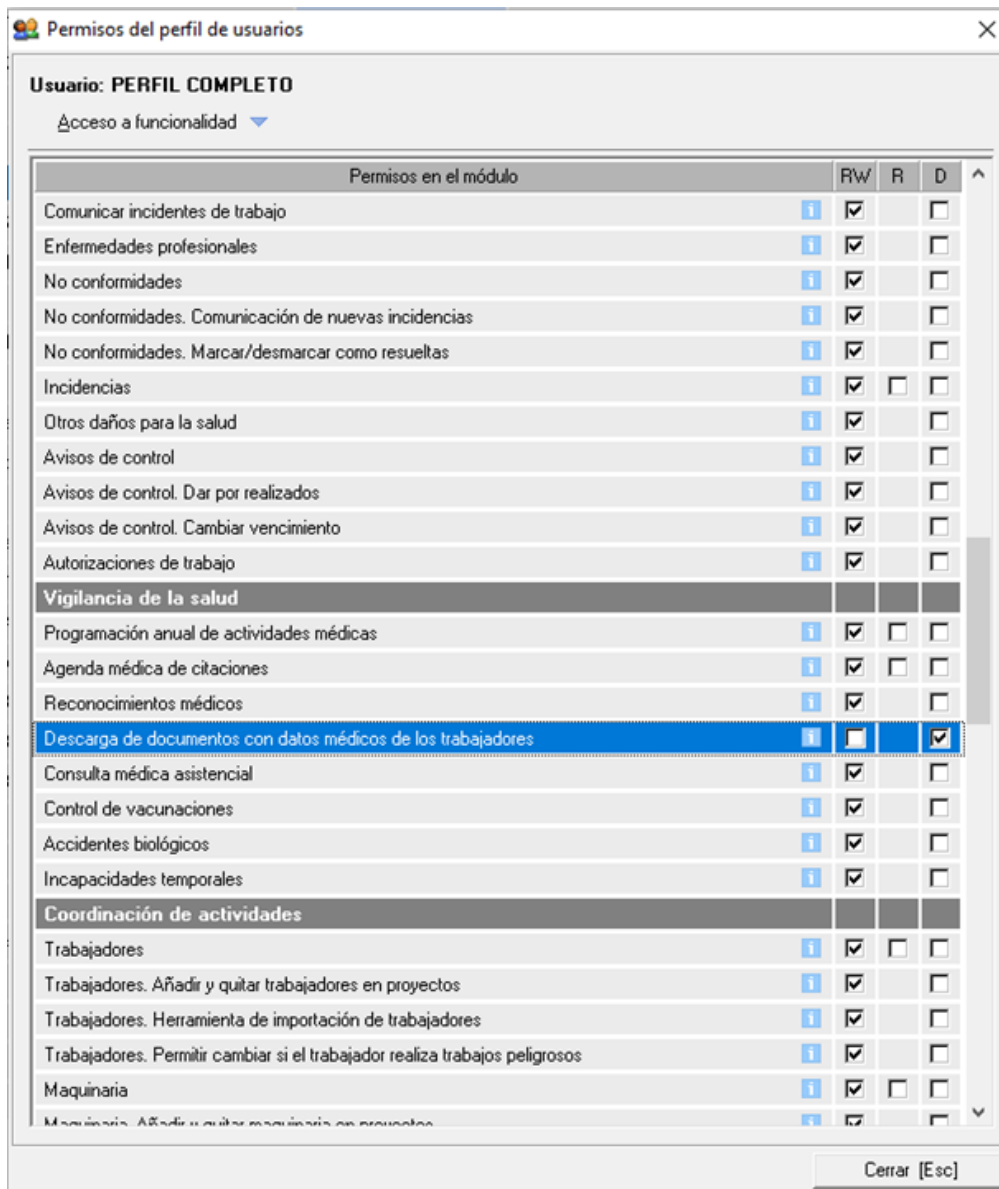 Permisos del perfil de usuarios
Usuario: PERFIL COMPLETO
Acceso a funcionalidad
Permisos en el módulo RW R D
Comunicar incidentes de trabajo
Enfermedades profesionales
No conformidades
No conformidades. Comunicación de nuevas incidencias
No conformidades. Marcar/desmarcar como resueltas
Incidencias
Otros daños para la salud
Avisos de control
Avisos de control. Dar por realizados
Avisos de control. Cambiar vencimiento
Autorizaciones de trabajo
Vigilancia de la salud
Programación anual de actividades médicas
Agenda médica de citaciones
Reconocimientos médicos
Descarga de documentos con datos médicos de los trabajadores
Consulta médica asistencial
Control de vacunaciones
Accidentes biológicos
Incapacidades temporales
Coordinación de actividades
Trabajadores
Trabajadores. Añadir y quitar trabajadores en proyectos
Trabajadores. Herramienta de importación de trabajadores
Trabajadores. Permitir cambiar si el trabajador realiza trabajos peligrosos
Maquinaria
Maquinaria. Añadir y quitar maquinaria en proyectos
Cerrar [Esc]